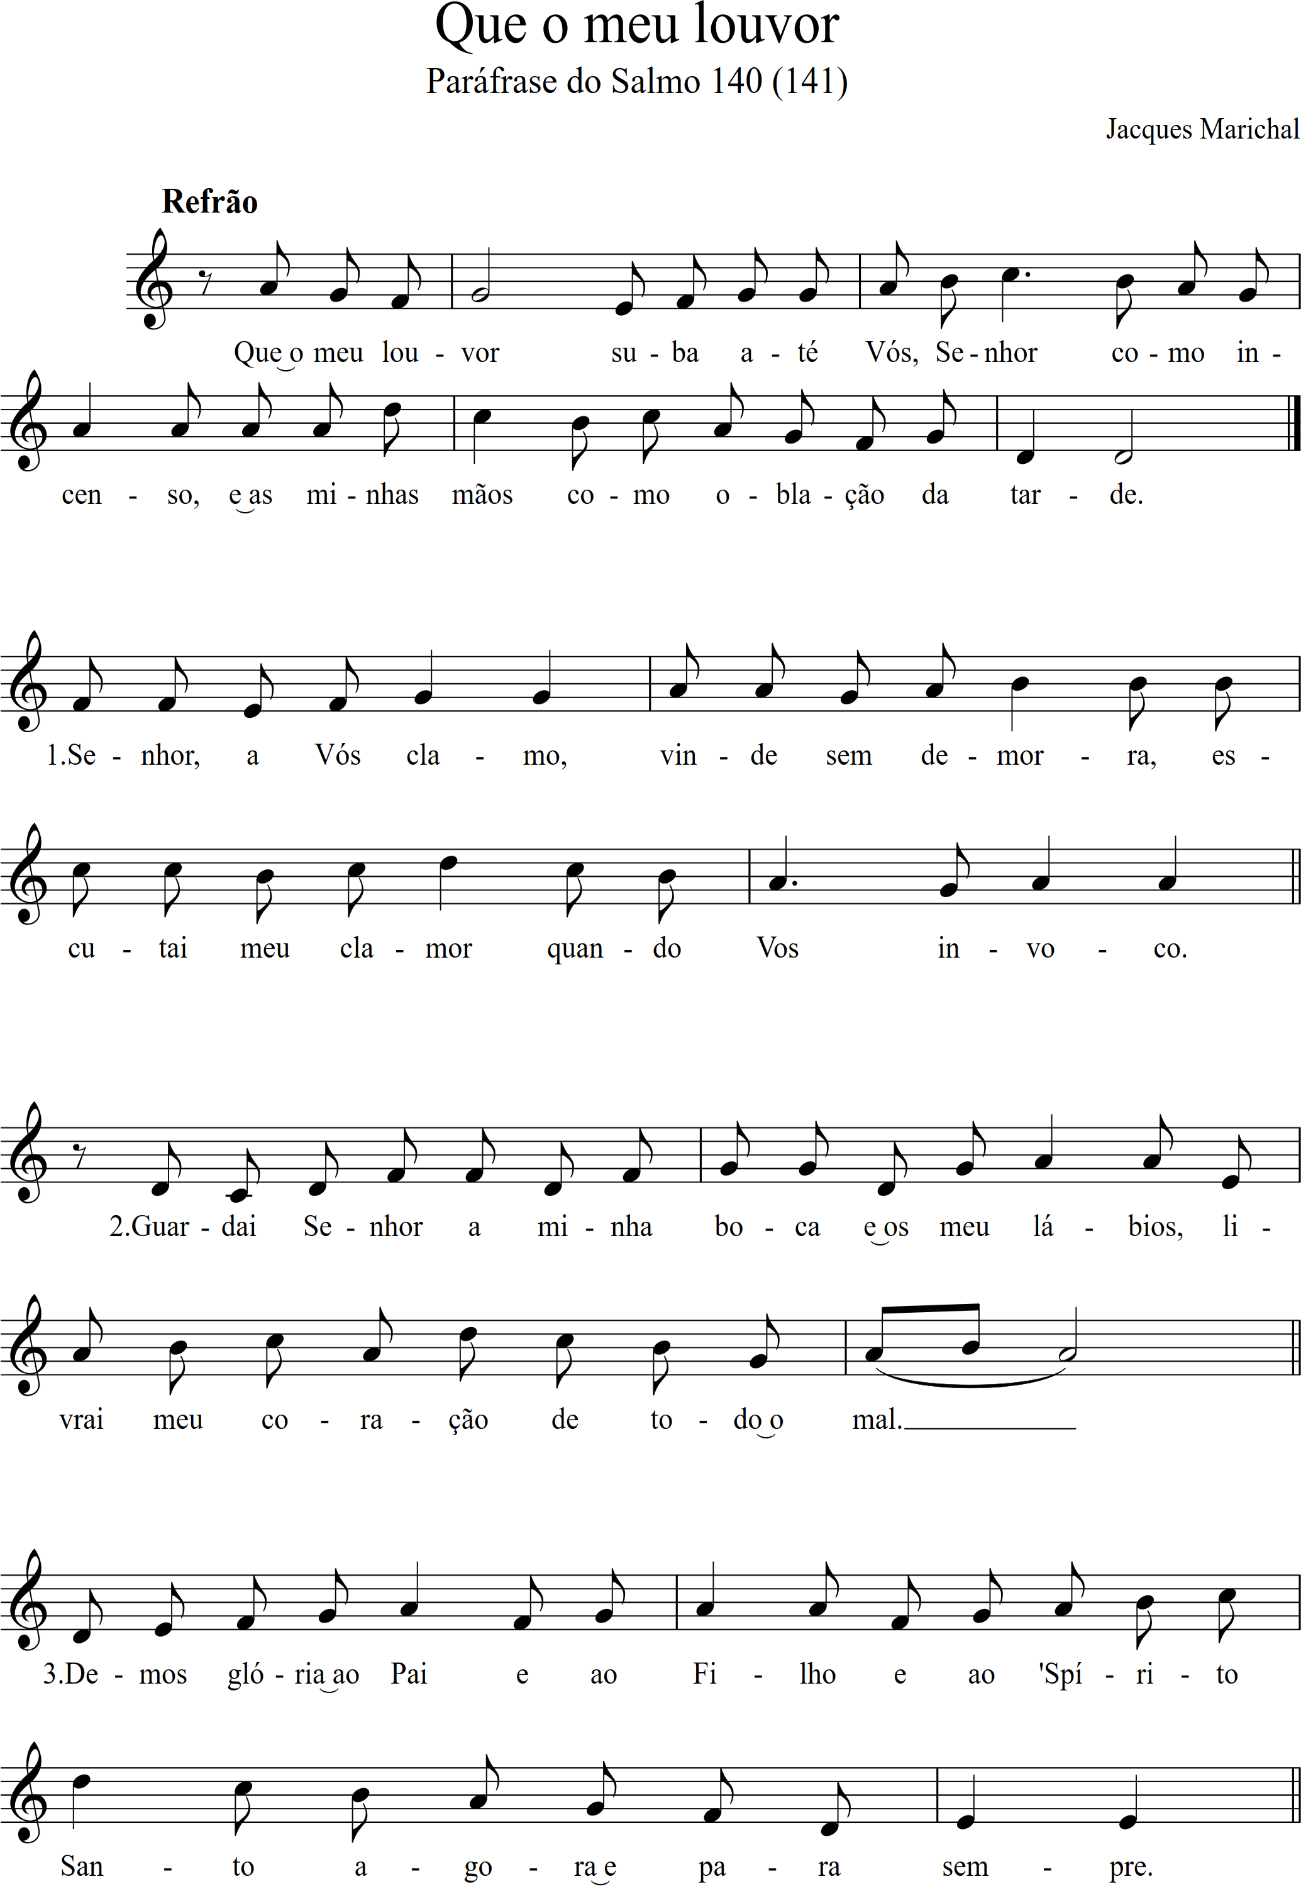 Que o meu louvor
Paráfrase do Salmo 140 (141)
Jacques Marichal
Refrão
Que‿o meu lou - vor su - ba a - té Vós, Se - nhor co - mo in -
cen - so, e‿as mi - nhas mãos co - mo o - bla - ção da tar - de.
1.Se - nhor, a Vós cla - mo, vin - de sem de - mor - ra, es -
cu - tai meu cla - mor quan - do Vos in - vo - co.
2.Guar - dai Se - nhor a mi - nha bo - ca e‿os meu lá - bios, li -
vrai meu co - ra - ção de to - do‿o mal.
3.De - mos gló - ria‿ao Pai e ao Fi - lho e ao 'Spí - ri - to
San - to a - go - ra‿e pa - ra sem - pre.